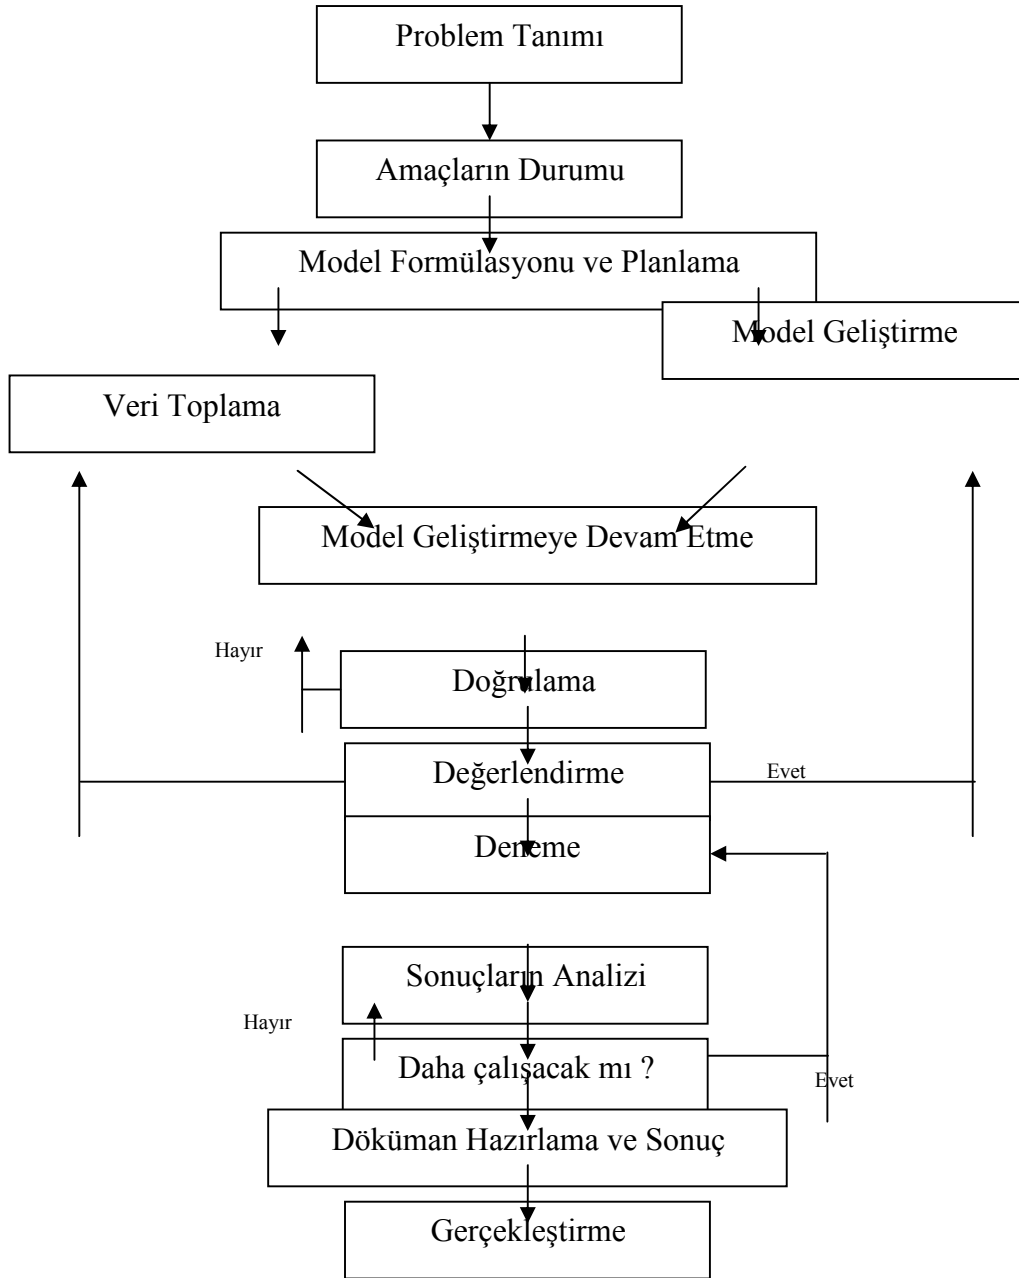 Problem Tanımı
Amaçların Durumu
Model Formülasyonu ve Planlama
Model Geliştirme
Veri Toplama
Model Geliştirmeye Devam Etme
Hayır
Doğrulama
Değerlendirme
Evet
Deneme
Sonuçların Analizi
Hayır
Daha çalışacak mı ?
Evet
Döküman Hazırlama ve Sonuç
Gerçekleştirme